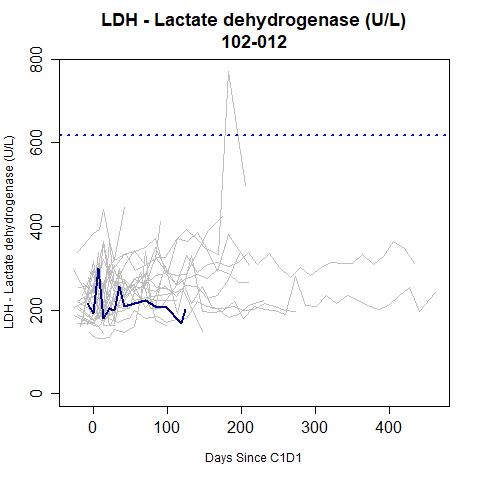 LDH - Lactate dehydrogenase (U/L)
102-012
LDH - Lactate dehydrogenase (U/L)
800
600
400
200
0
0 100 200 300 400
Days Since C1D1